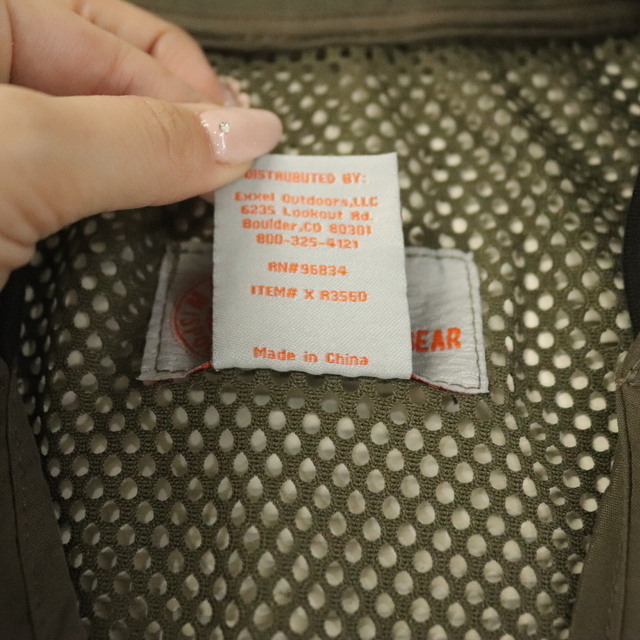 DISTRIBUTED BY:
Exxel Outdoors,LLC
6235 Lookout Rd.
Boulder,CO 80301
800-325-4121
RN#96834
ITEM# X R3560
Made in China
GEAR